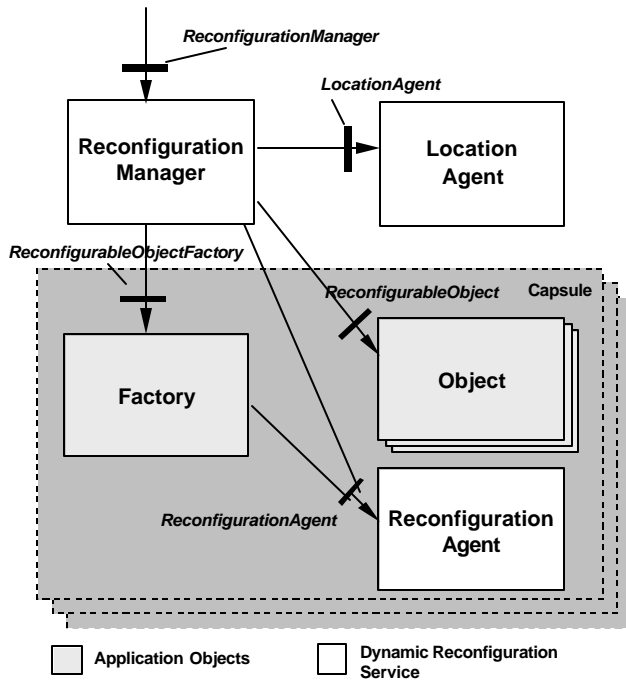 ReconfigurationManager
LocationAgent
Reconfiguration
Manager
Location
Agent
ReconfigurableObjectFactory
ReconfigurableObject
Capsule
Factory
Object
ReconfigurationAgent
Reconfiguration
Agent
Application Objects
Dynamic Reconfiguration
Service